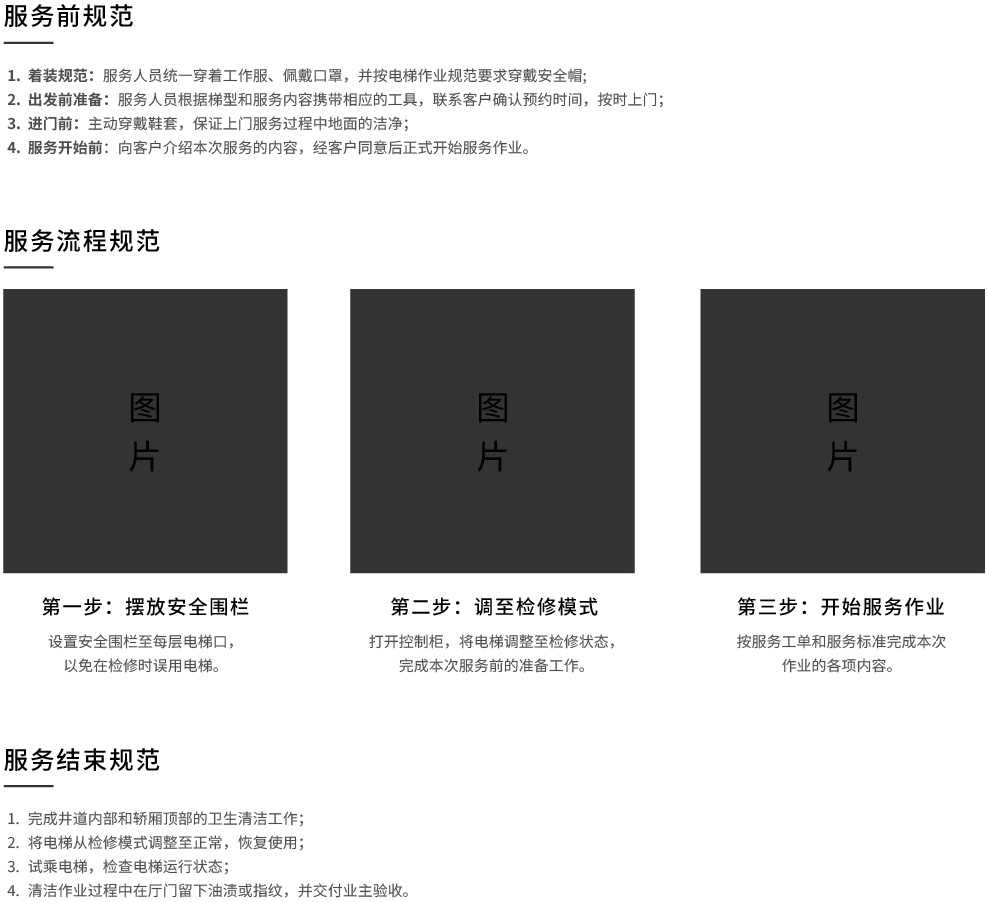 服务前规范
1. 着装规范：服务人员统一穿着工作服、佩戴口罩，并按电梯作业规范要求穿戴安全帽;
2. 出发前准备：服务人员根据梯型和服务内容携带相应的工具，联系客户确认预约时间，按时上门；
3. 进门前：主动穿戴鞋套，保证上门服务过程中地面的洁净；
4. 服务开始前：向客户介绍本次服务的内容，经客户同意后正式开始服务作业。
服务流程规范
图
片
图
片
图
片
第一步：摆放安全围栏
设置安全围栏至每层电梯口，
以免在检修时误用电梯。
第二步：调至检修模式
打开控制柜，将电梯调整至检修状态，
完成本次服务前的准备工作。
第三步：开始服务作业
按服务工单和服务标准完成本次
作业的各项内容。
服务结束规范
1. 完成井道内部和轿厢顶部的卫生清洁工作；
2. 将电梯从检修模式调整至正常，恢复使用；
3. 试乘电梯，检查电梯运行状态；
4. 清洁作业过程中在厅门留下油渍或指纹，并交付业主验收。